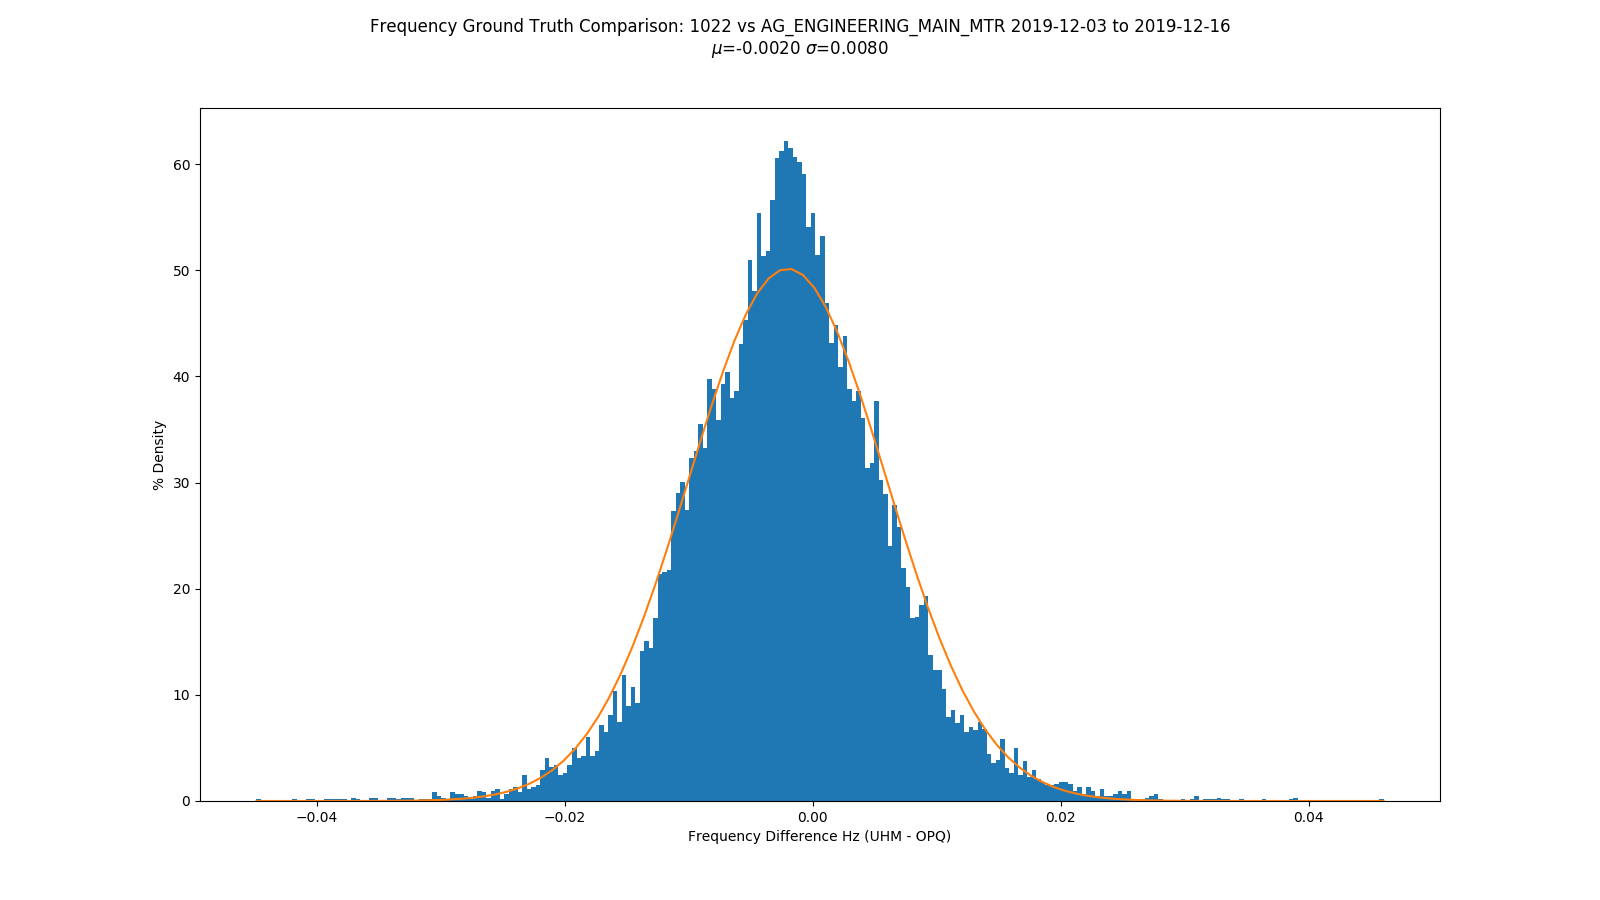 Frequency Ground Truth Comparison: 1022 vs AG_ENGINEERING_MAIN_MTR 2019-12-03 to 2019-12-16
μ=-0.0020 σ=0.0080
% Density
60
50
40
30
20
10
0
−0.04 −0.02 0.00 0.02 0.04
Frequency Difference Hz (UHM - OPQ)